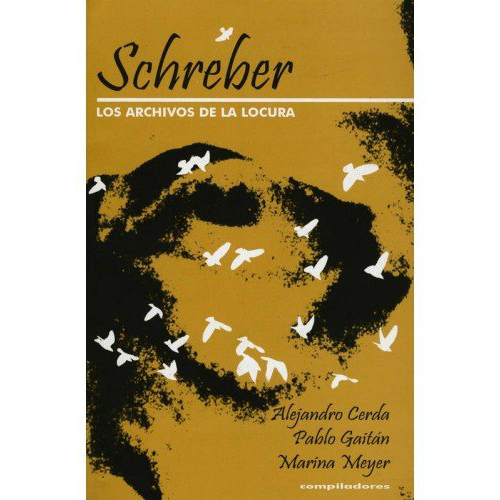 Schreber
LOS ARCHIVOS DE LA LOCURA
Alejandro Cerda
Pablo Gaitán
Marina Meyer
compiladores